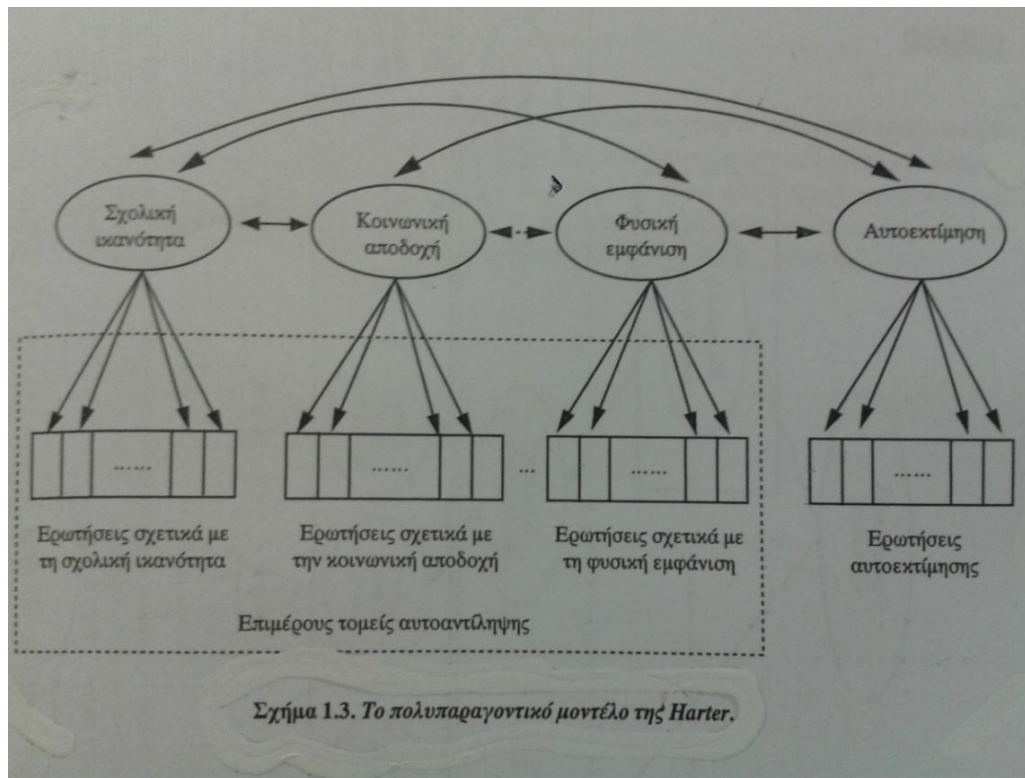 Σχολική
ικανότητα
Κοινωνική
αποδοχή
Φυσική
εμφάνιση
Αυτοεκτίμηση
......
......
...
......
......
Ερωτήσεις σχετικά με
τη σχολική ικανότητα
Ερωτήσεις σχετικά με
την κοινωνική αποδοχή
Ερωτήσεις σχετικά με
τη φυσική εμφάνιση
Ερωτήσεις
αυτοεκτίμησης
Επιμέρους τομείς αυτοαντίληψης
Σχήμα 1.3. Το πολυπαραγοντικό μοντέλο της Harter.